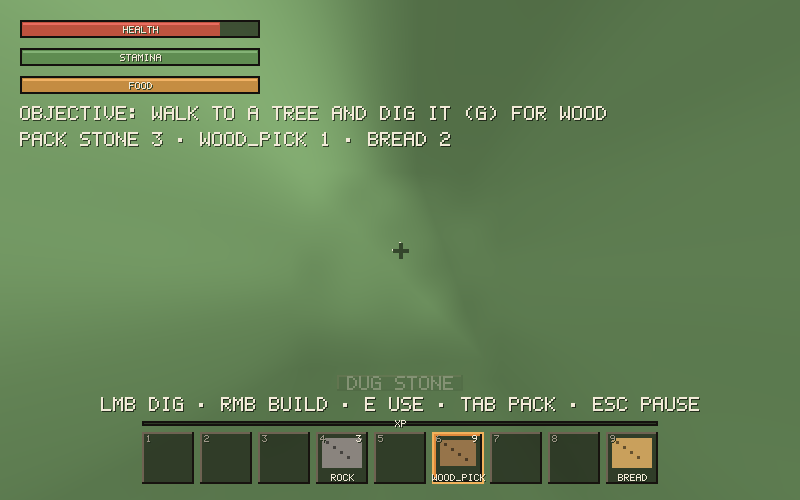 HEALTH
STAMINA
FOOD
OBJECTIVE: WALK TO A TREE AND DIG IT (G) FOR WOOD
PACK STONE 3 · WOOD_PICK 1 · BREAD 2
DUG STONE
LMB DIG · RMB BUILD · E USE · TAB PACK · ESC PAUSE
XP
1 2 3 4 3 5 6 9 7 8 9
ROCK WOOD_PICK BREAD